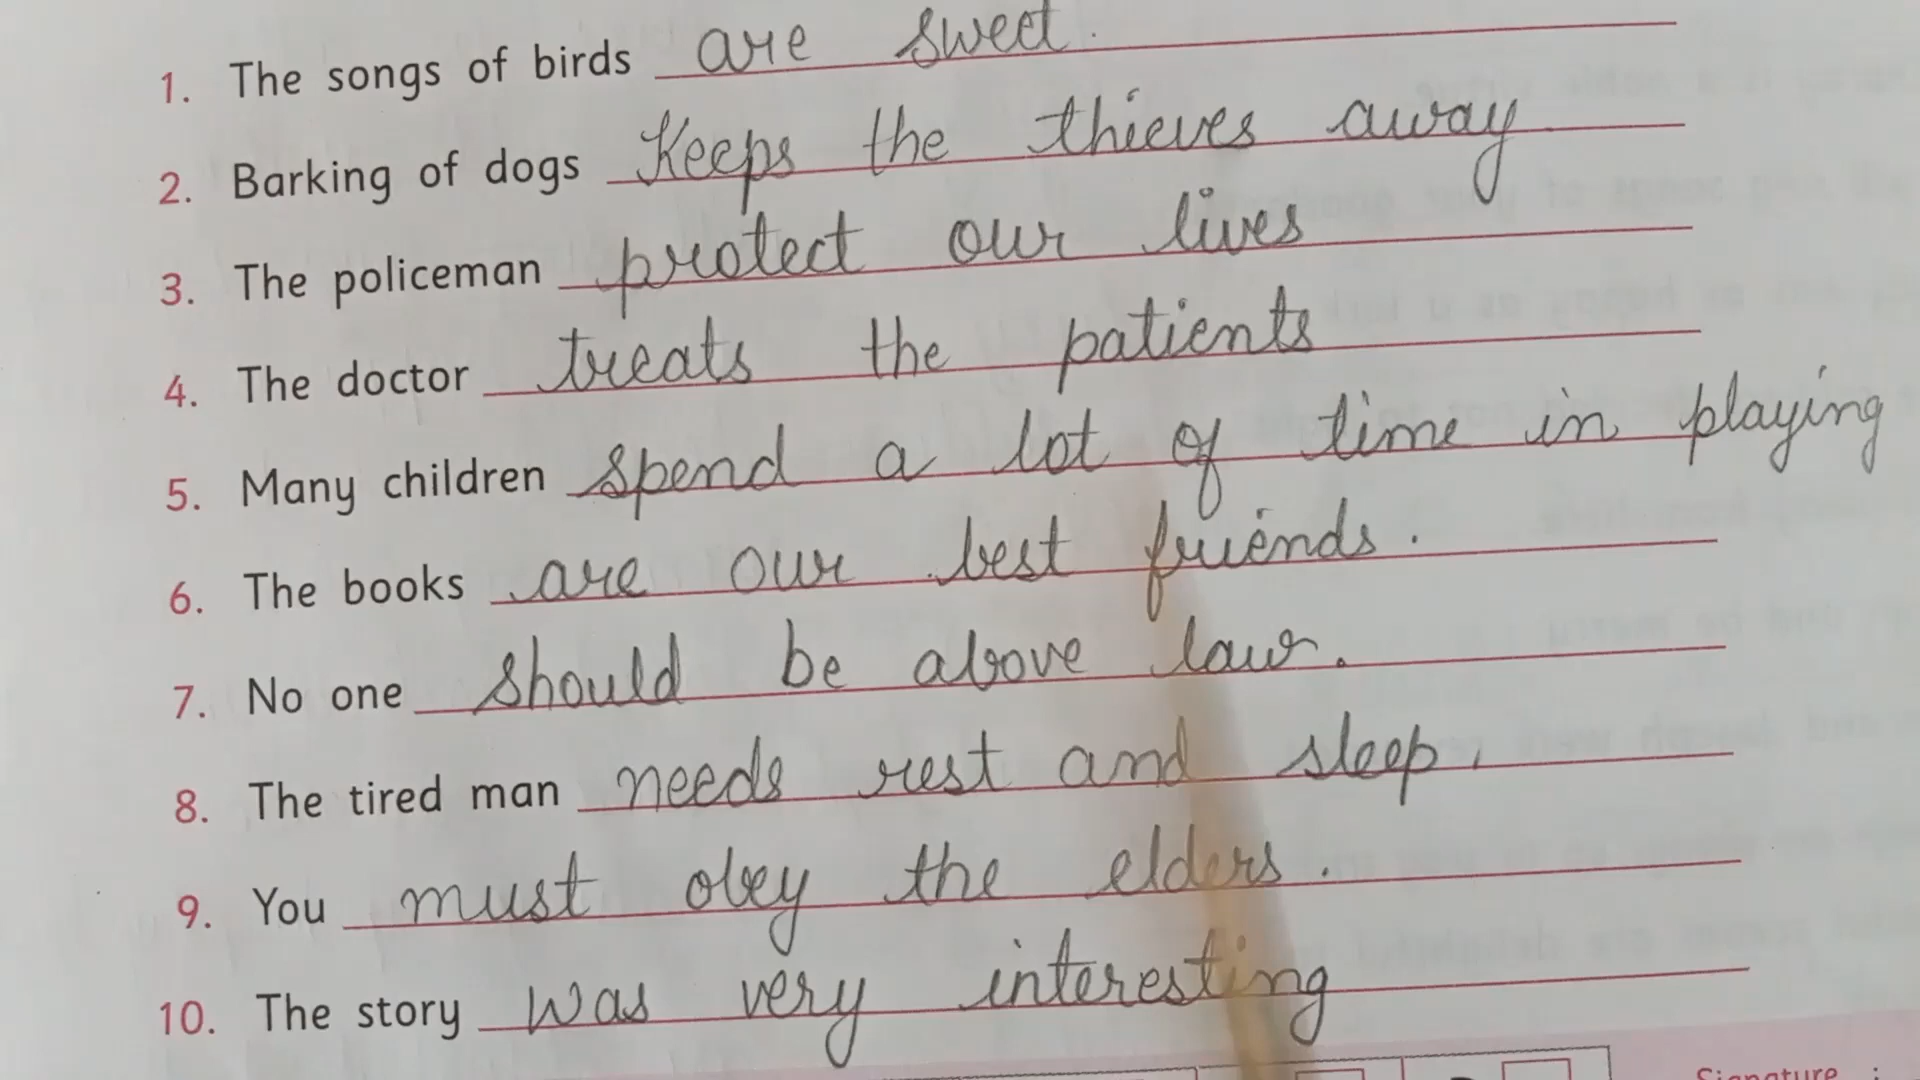 1. The songs of birds are sweet.
2. Barking of dogs Keeps the thieves away
3. The policeman protect our lives
4. The doctor treats the patients
5. Many children spend a lot of time in playing
6. The books are our best friends.
7. No one should be above law.
8. The tired man needs rest and sleep.
9. You must obey the elders.
10. The story was very interesting
Signature :